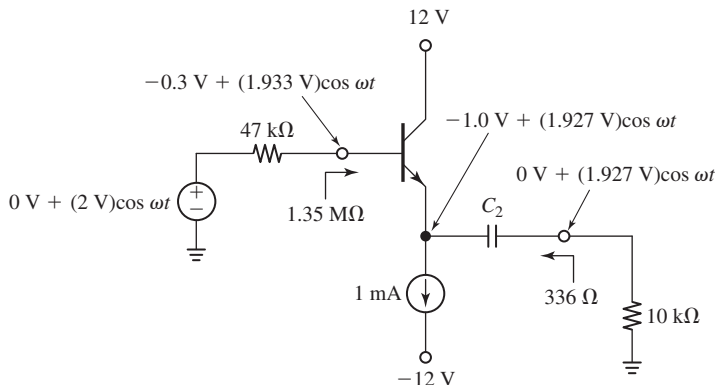 12 V
−0.3 V + (1.933 V)cos ωt
−1.0 V + (1.927 V)cos ωt
47 kΩ
0 V + (1.927 V)cos ωt
0 V + (2 V)cos ωt
+
−
1.35 MΩ
C₂
1 mA
336 Ω
10 kΩ
−12 V